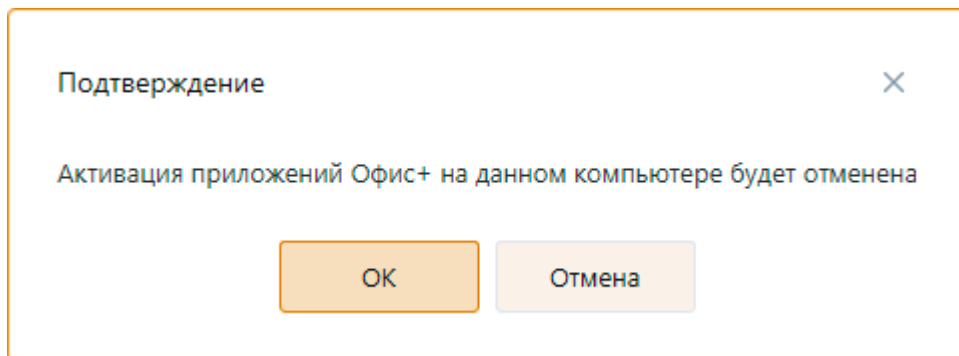 Подтверждение
Активация приложений Офис+ на данном компьютере будет отменена
ОК
Отмена